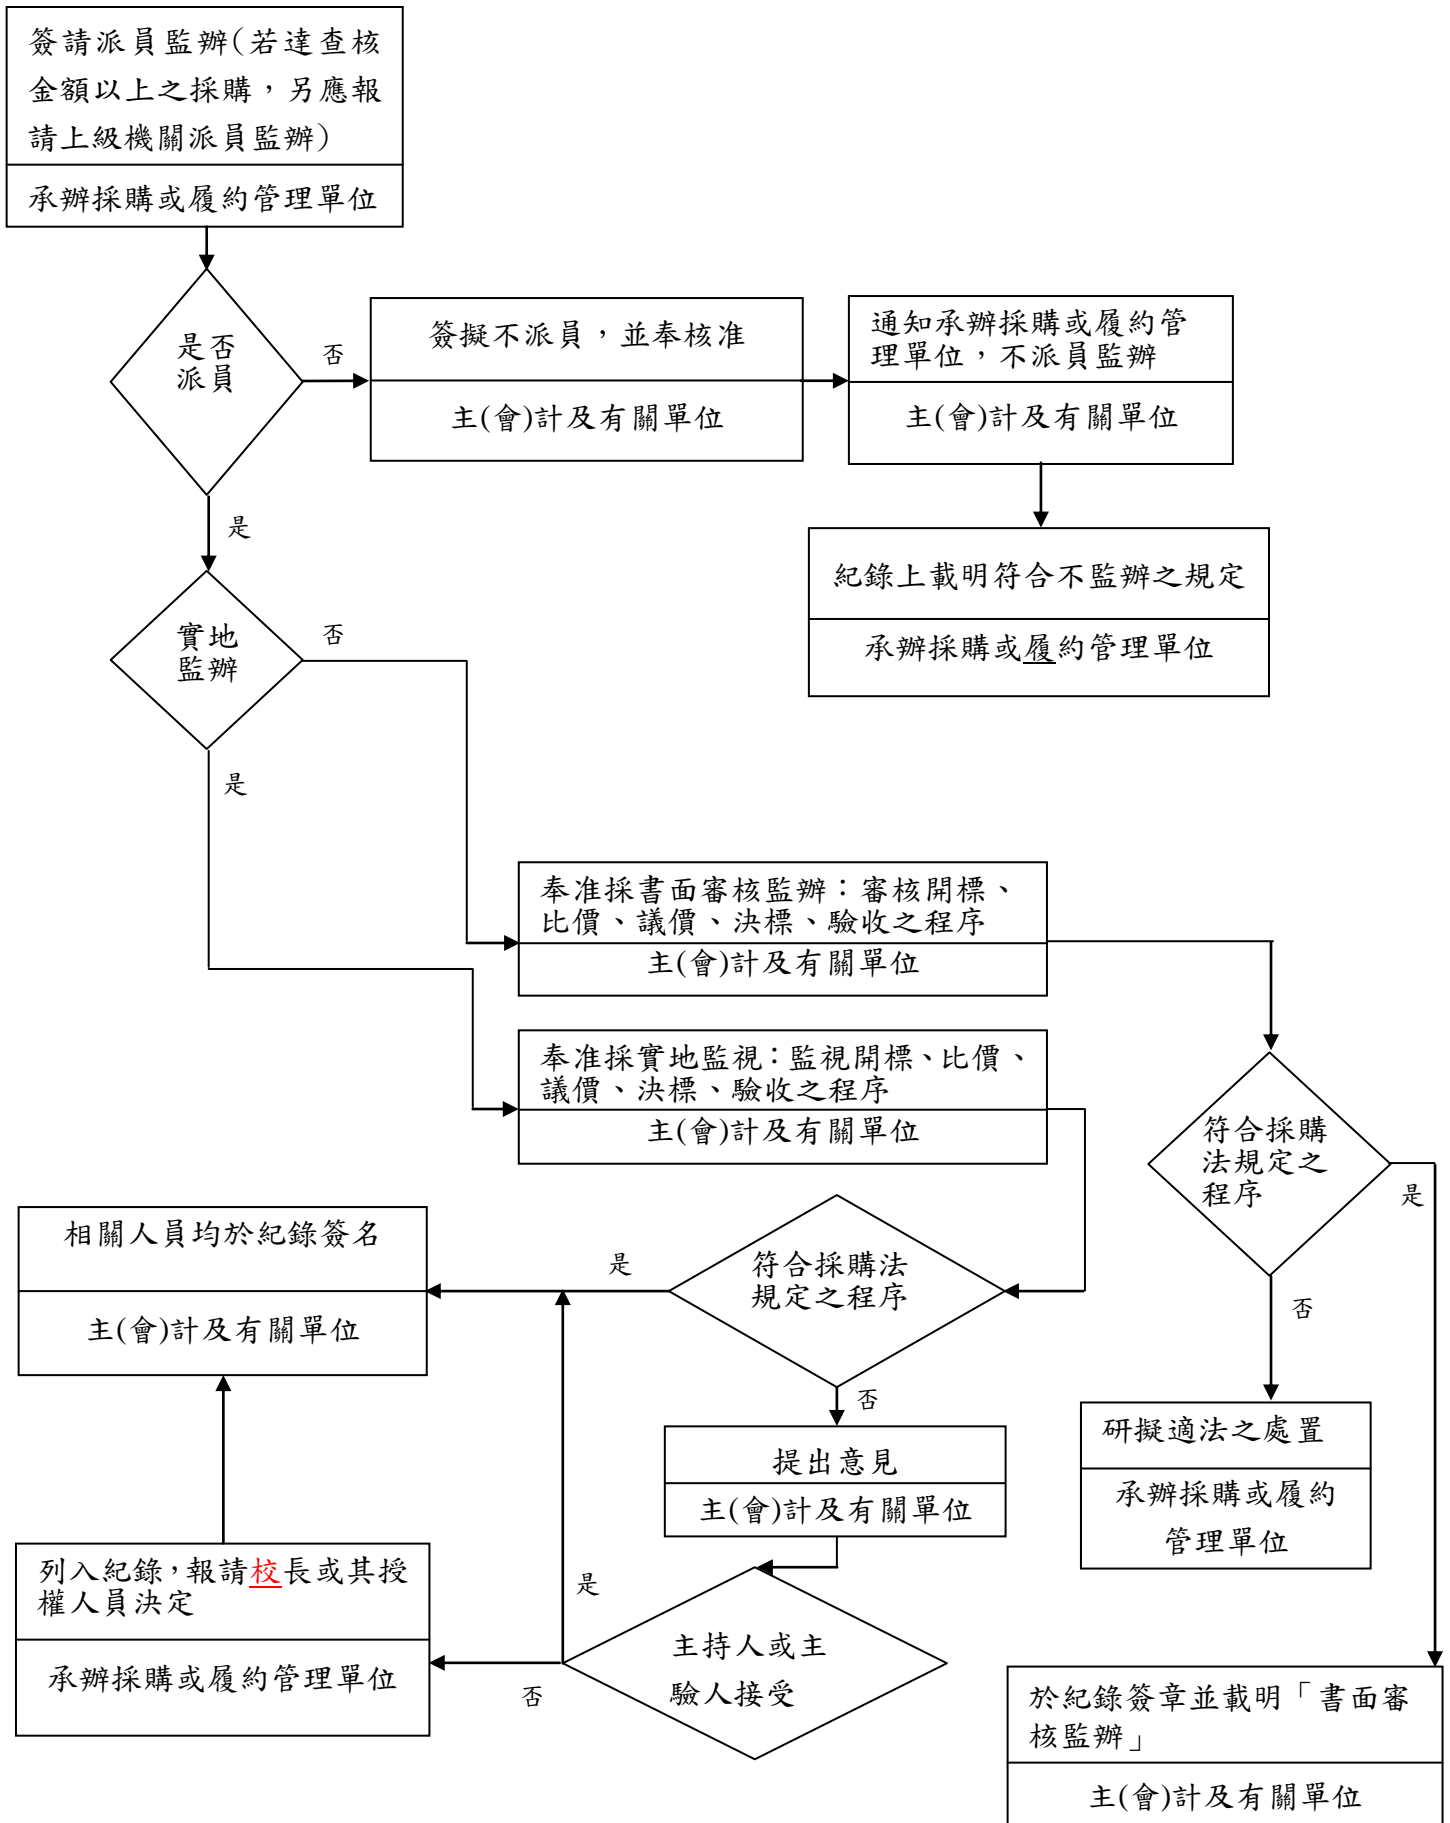 簽請派員監辦(若達查核
金額以上之採購，另應報
請上級機關派員監辦)
承辦採購或履約管理單位
是否
派員
否
簽擬不派員，並奉核准
主(會)計及有關單位
通知承辦採購或履約管
理單位，不派員監辦
主(會)計及有關單位
是
紀錄上載明符合不監辦之規定
承辦採購或履約管理單位
實地
監辦
否
是
奉准採書面審核監辦：審核開標、
比價、議價、決標、驗收之程序
主(會)計及有關單位
奉准採實地監視：監視開標、比價、
議價、決標、驗收之程序
主(會)計及有關單位
符合採購
法規定之
程序
是
否
相關人員均於紀錄簽名
主(會)計及有關單位
是
符合採購法
規定之程序
否
提出意見
主(會)計及有關單位
研擬適法之處置
承辦採購或履約
管理單位
列入紀錄，報請校長或其授
權人員決定
承辦採購或履約管理單位
是
否
主持人或主
驗人接受
於紀錄簽章並載明「書面審
核監辦」
主(會)計及有關單位